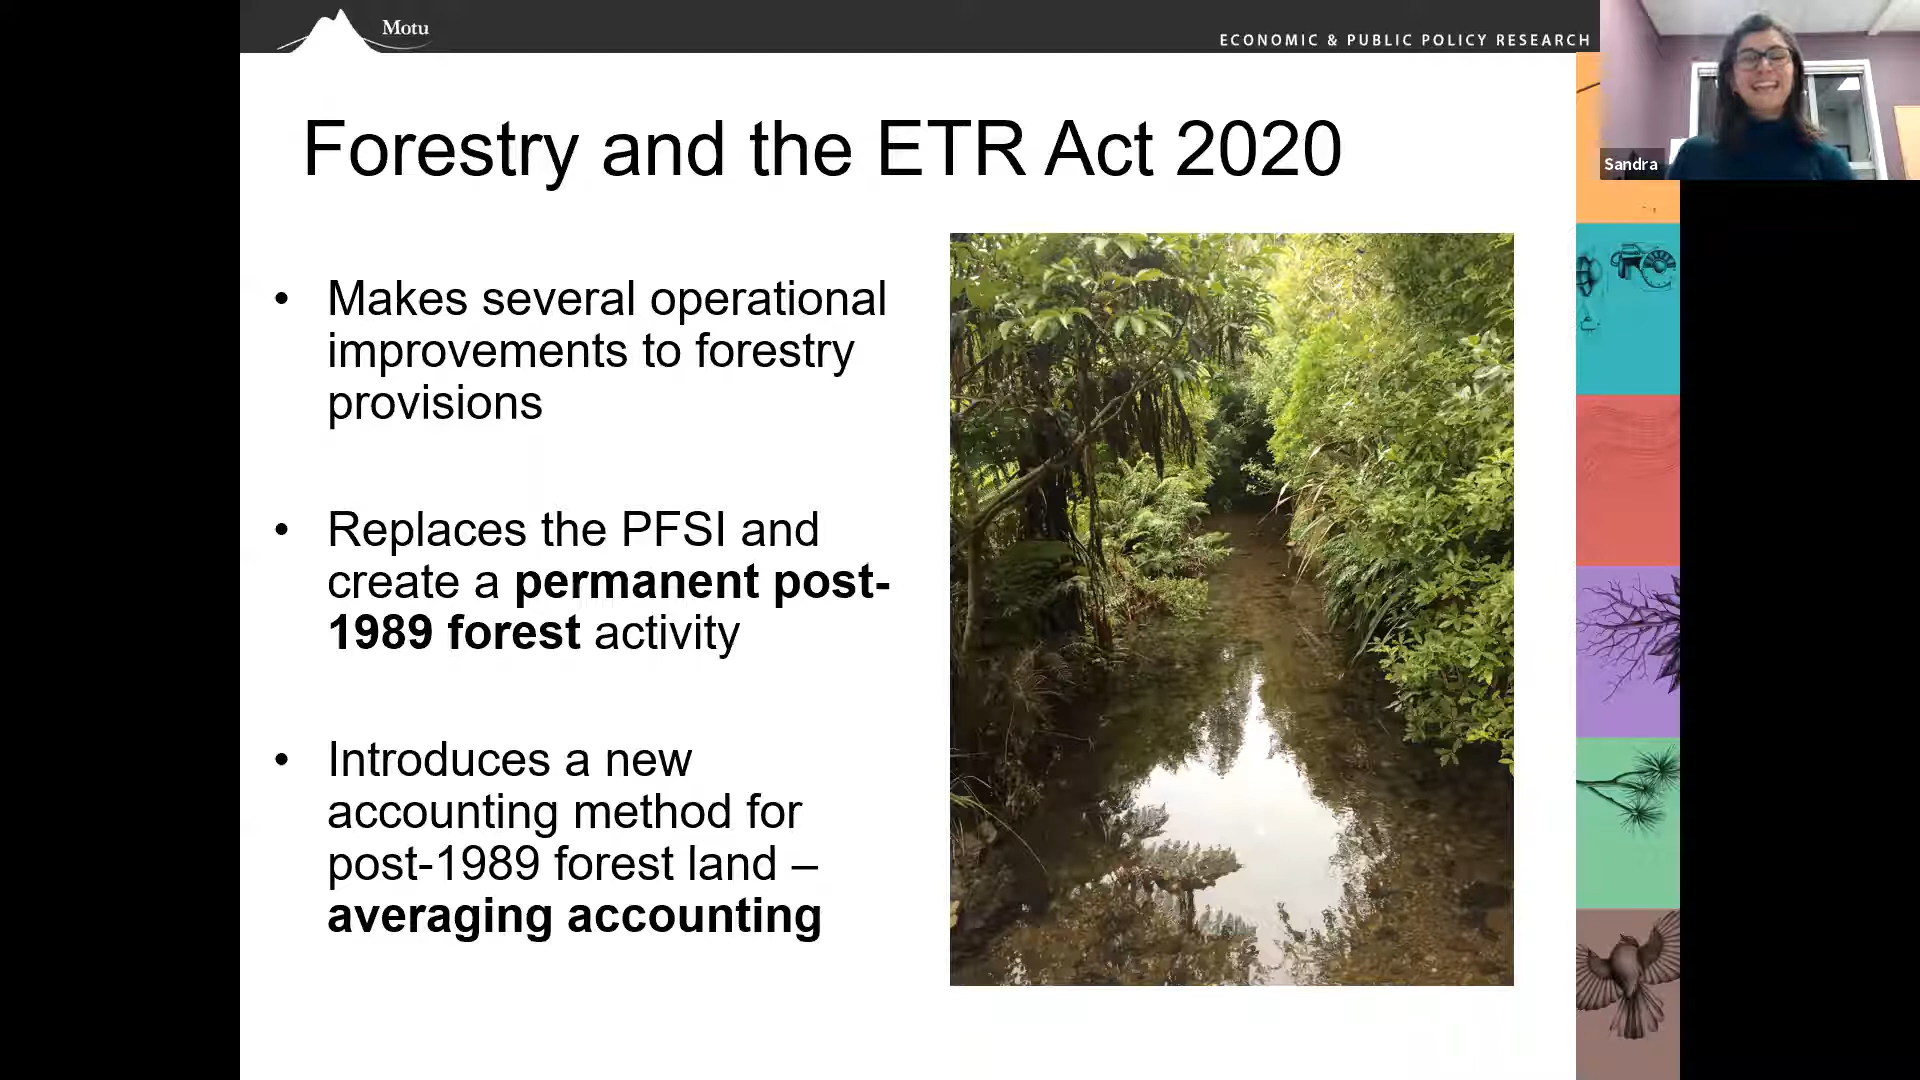 Motu
ECONOMIC & PUBLIC POLICY RESEARCH
Sandra
Forestry and the ETR Act 2020
• Makes several operational
improvements to forestry
provisions
• Replaces the PFSI and
create a permanent post-
1989 forest activity
• Introduces a new
accounting method for
post-1989 forest land –
averaging accounting